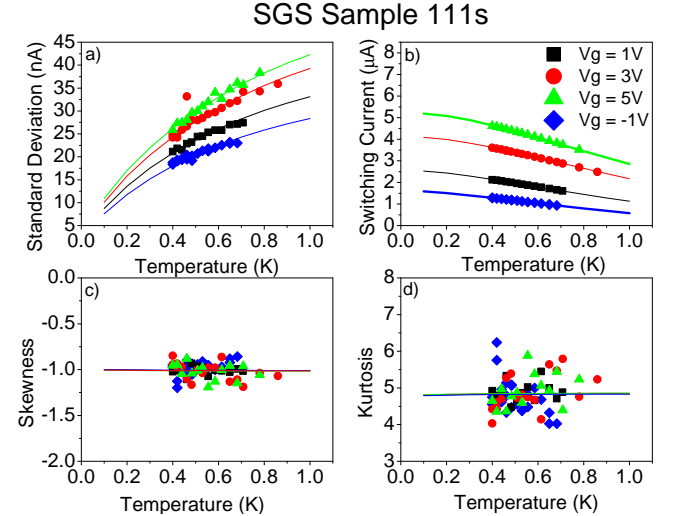 SGS Sample 111s
a)
Standard Deviation (nA)
45
40
35
30
25
20
15
10
5
0.0 0.2 0.4 0.6 0.8 1.0
Temperature (K)
b)
Switching Current (µA)
8
7
6
5
4
3
2
1
0
Vg = 1V
Vg = 3V
Vg = 5V
Vg = -1V
0.0 0.2 0.4 0.6 0.8 1.0
Temperature (K)
c)
Skewness
0.0
-0.5
-1.0
-1.5
-2.0
0.0 0.2 0.4 0.6 0.8 1.0
Temperature (K)
d)
Kurtosis
8
7
6
5
4
3
2
0.0 0.2 0.4 0.6 0.8 1.0
Temperature (K)